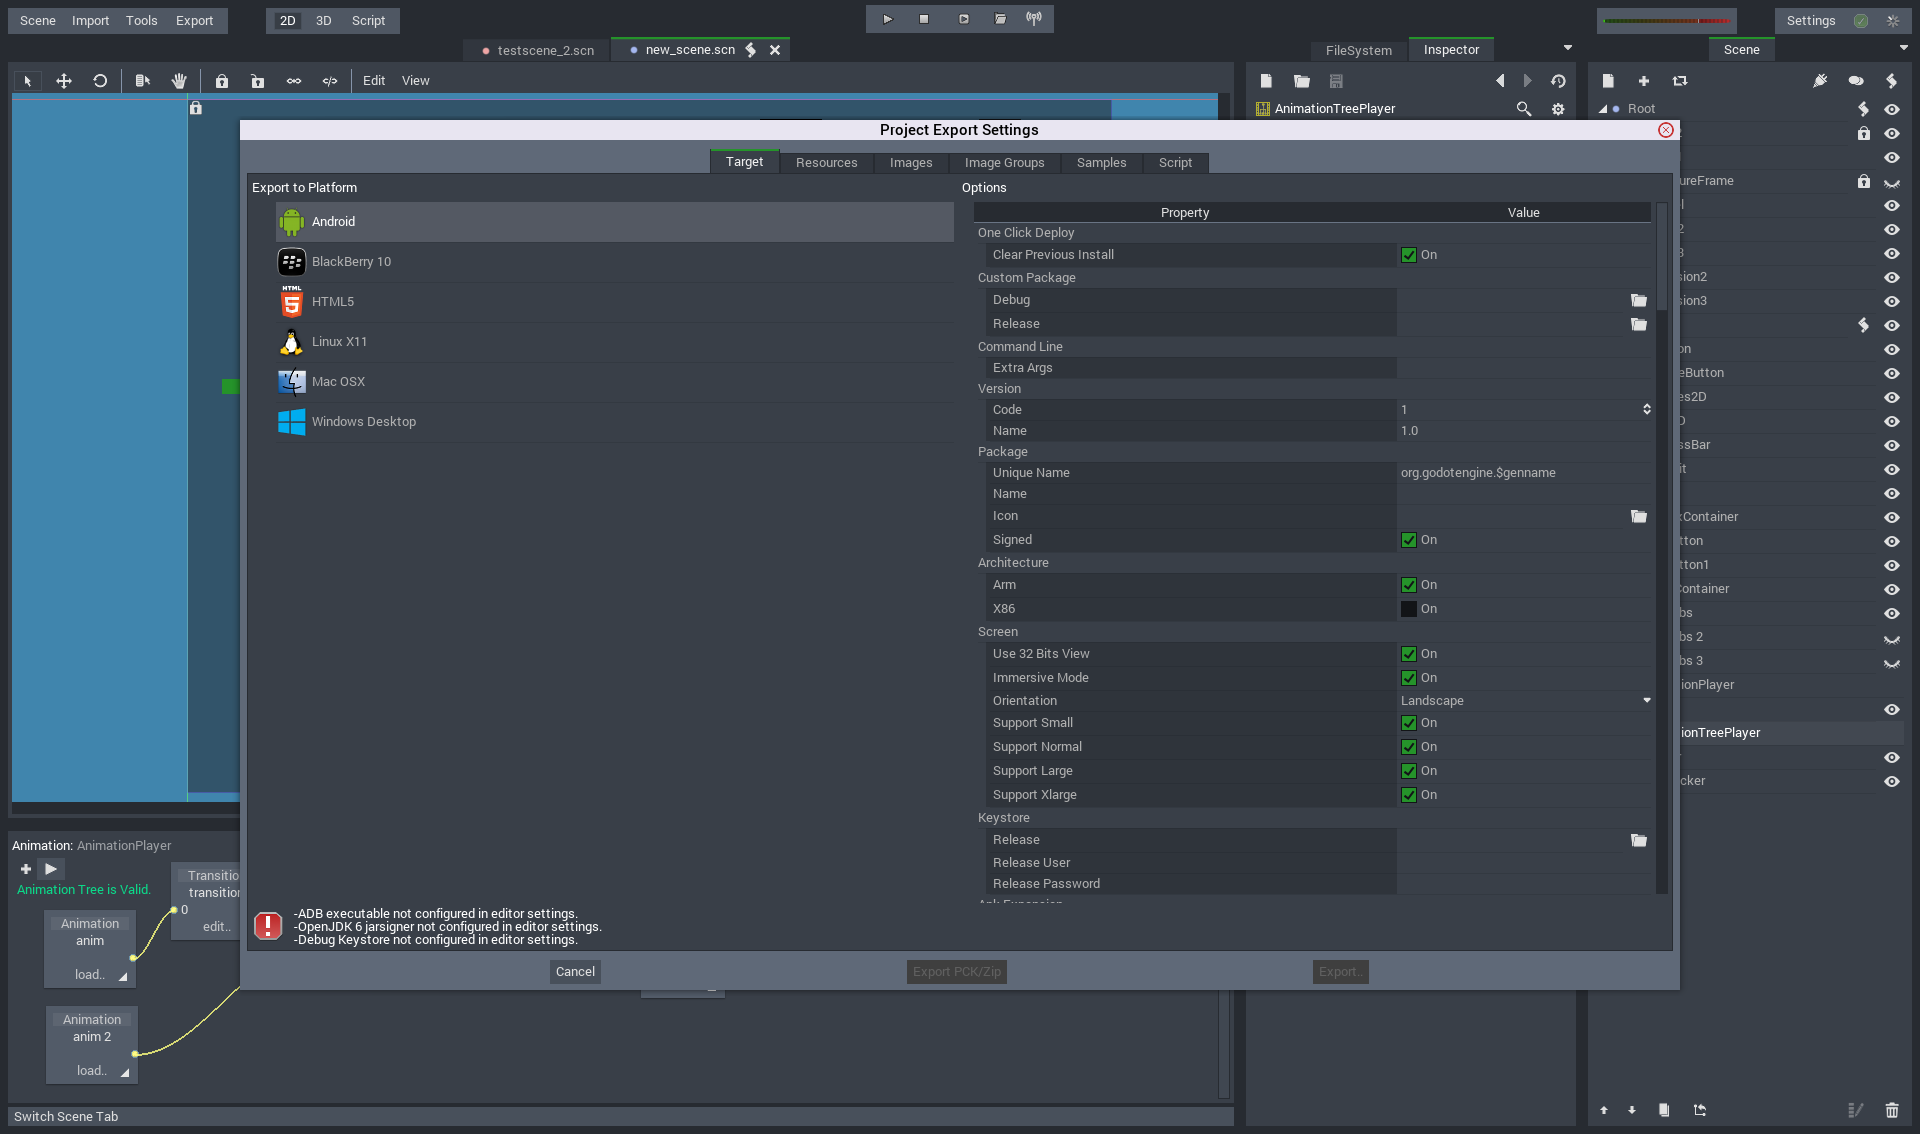 Scene Import Tools Export
2D 3D Script
Settings
testscene_2.scn
new_scene.scn
FileSystem
Inspector
Scene
Edit View
AnimationTreePlayer
Root
Project Export Settings
Target Resources Images Image Groups Samples Script
Export to Platform
Android
BlackBerry 10
HTML5
Linux X11
Mac OSX
Windows Desktop
Options
Property Value
One Click Deploy
Clear Previous Install On
Custom Package
Debug
Release
Command Line
Extra Args
Version
Code 1
Name 1.0
Package
Unique Name org.godotengine.$genname
Name
Icon
Signed On
Architecture
Arm On
X86 On
Screen
Use 32 Bits View On
Immersive Mode On
Orientation Landscape
Support Small On
Support Normal On
Support Large On
Support Xlarge On
Keystore
Release
Release User
Release Password
Apk Expansion
-ADB executable not configured in editor settings.
-OpenJDK 6 jarsigner not configured in editor settings.
-Debug Keystore not configured in editor settings.
Cancel
Export PCK/Zip
Export..
2
ureFrame
l
2
3
sion2
sion3
on
eButton
es2D
D
ssBar
it
xContainer
tton
tton1
Container
bs
bs 2
bs 3
ionPlayer
ionTreePlayer
r
cker
Animation: AnimationPlayer
Animation Tree is Valid.
Transitio
transition
0
edit..
Animation
anim
load..
Animation
anim 2
load..
Switch Scene Tab